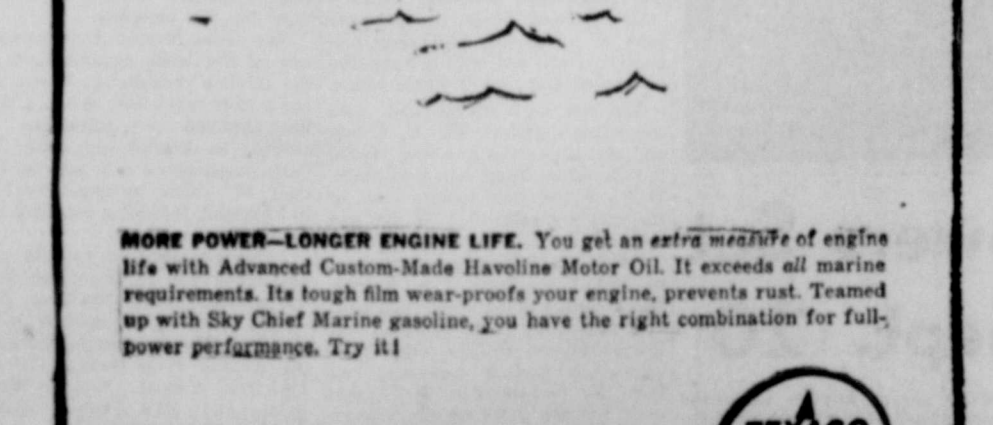 MORE POWER—LONGER ENGINE LIFE. You get an extra measure of engine
life with Advanced Custom-Made Havoline Motor Oil. It exceeds all marine
requirements. Its tough film wear-proofs your engine, prevents rust. Teamed
up with Sky Chief Marine gasoline, you have the right combination for full-
power performance. Try it!
TEXACO